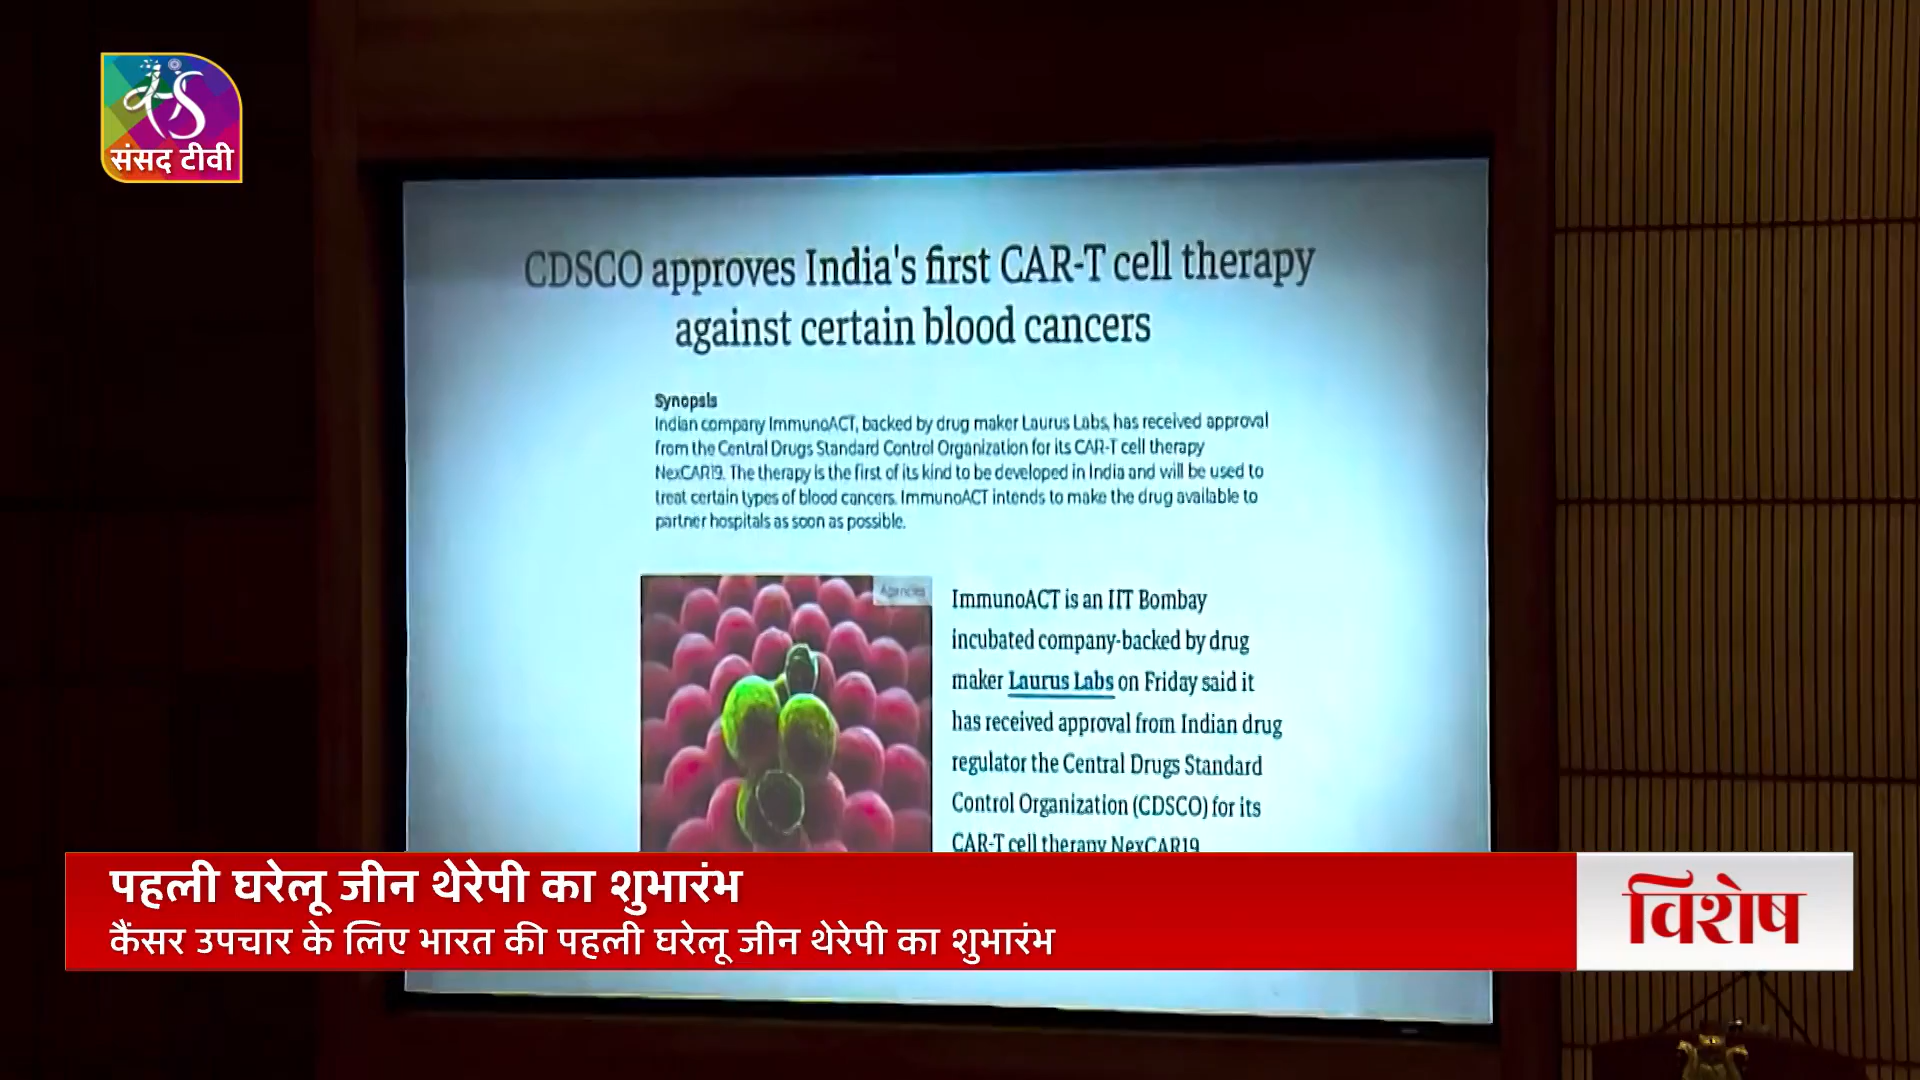 संसद टीवी
CDSCO approves India's first CAR-T cell therapy
against certain blood cancers
Synopsis
Indian company ImmunoACT, backed by drug maker Laurus Labs, has received approval
from the Central Drugs Standard Control Organization for its CAR-T cell therapy
NexCAR19. The therapy is the first of its kind to be developed in India and will be used to
treat certain types of blood cancers. ImmunoACT intends to make the drug available to
partner hospitals as soon as possible.
Agencies
ImmunoACT is an IIT Bombay
incubated company-backed by drug
maker Laurus Labs on Friday said it
has received approval from Indian drug
regulator the Central Drugs Standard
Control Organization (CDSCO) for its
CAR-T cell therapy NexCAR19
पहली घरेलू जीन थेरेपी का शुभारंभ
कैंसर उपचार के लिए भारत की पहली घरेलू जीन थेरेपी का शुभारंभ
विशेष